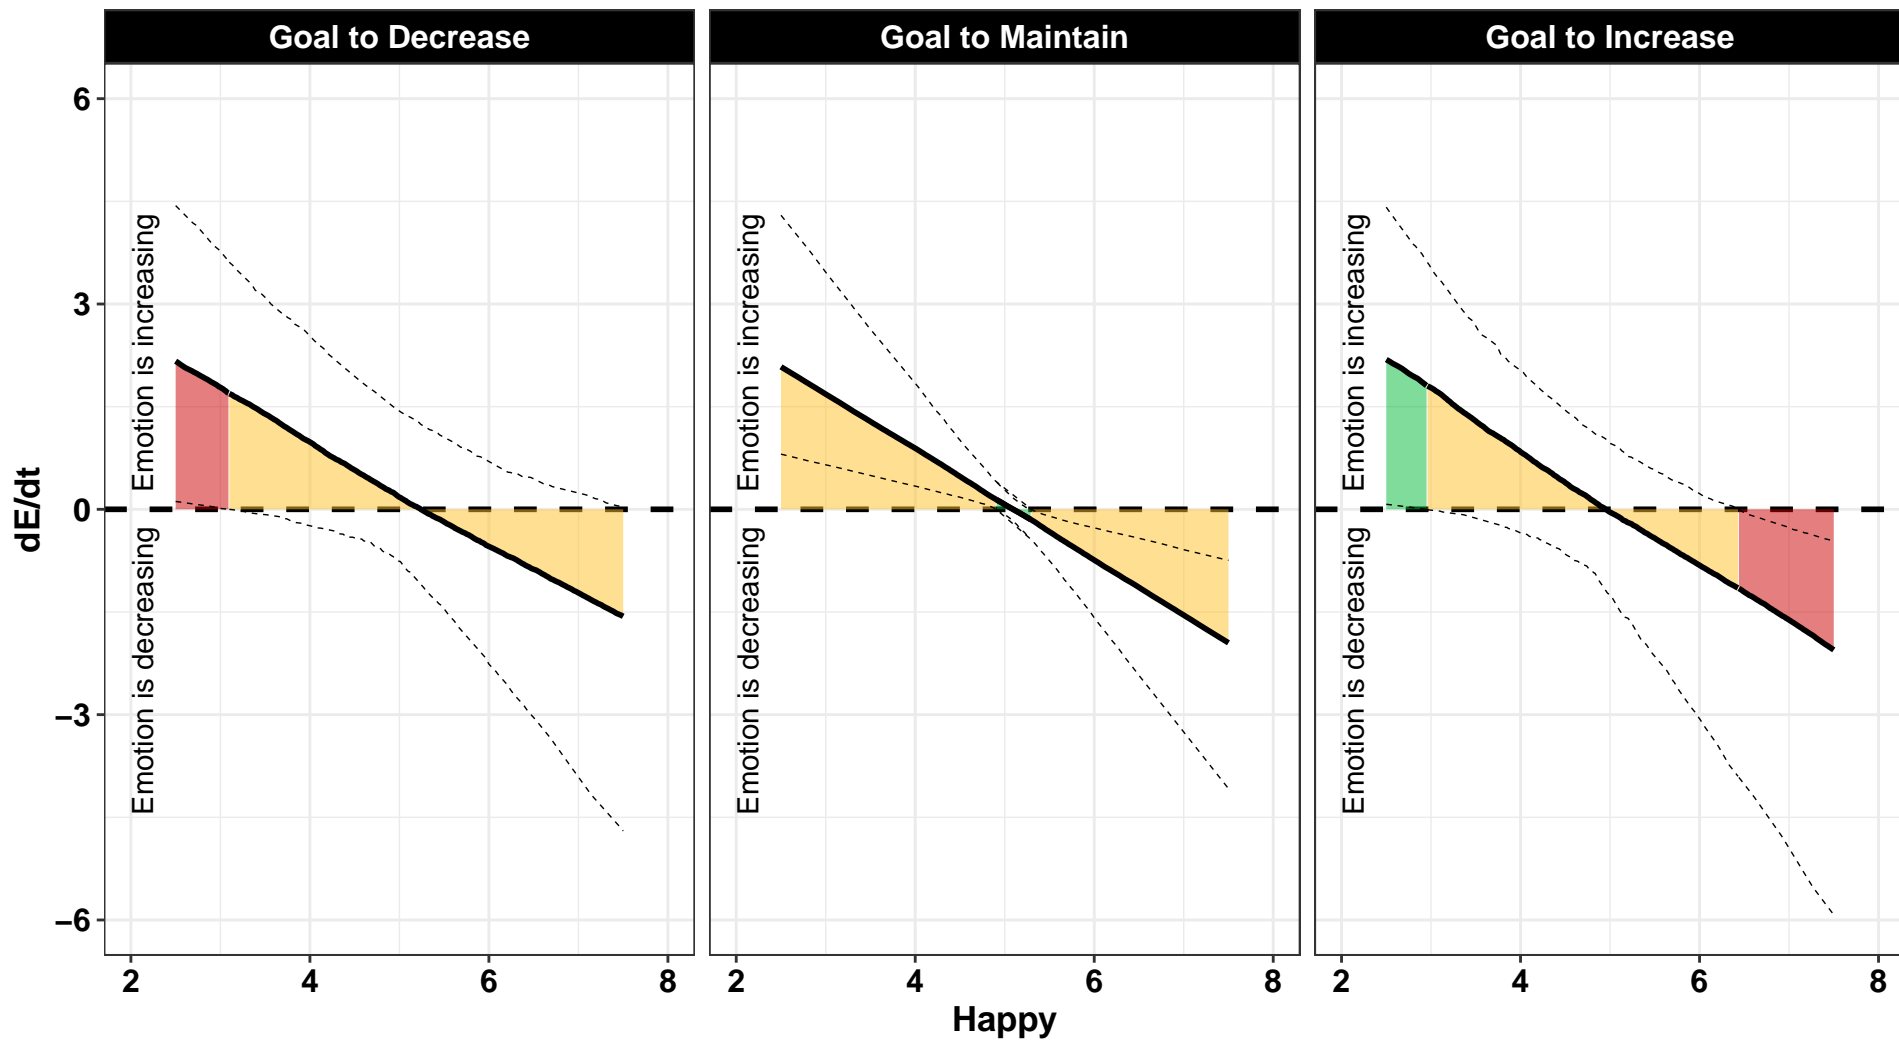 Goal to Decrease
Goal to Maintain
Goal to Increase
dE/dt
6
3
0
−3
−6
Emotion is increasing
Emotion is decreasing
Emotion is increasing
Emotion is decreasing
Emotion is increasing
Emotion is decreasing
2 4 6 8
2 4 6 8
2 4 6 8
Happy